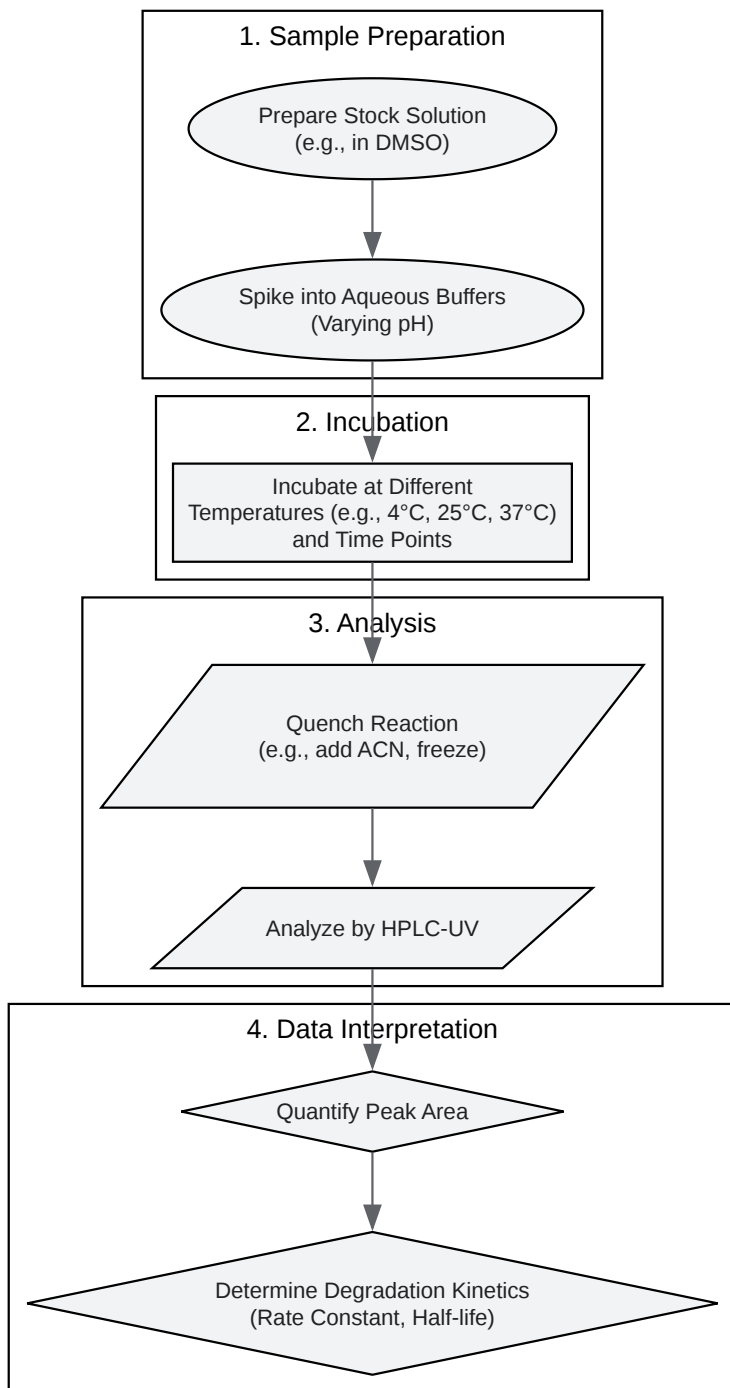 1. Sample Preparation
Prepare Stock Solution
(e.g., in DMSO)
Spike into Aqueous Buffers
(Varying pH)
2. Incubation
Incubate at Different
Temperatures (e.g., 4°C, 25°C, 37°C)
and Time Points
3. Analysis
Quench Reaction
(e.g., add ACN, freeze)
Analyze by HPLC-UV
4. Data Interpretation
Quantify Peak Area
Determine Degradation Kinetics
(Rate Constant, Half-life)